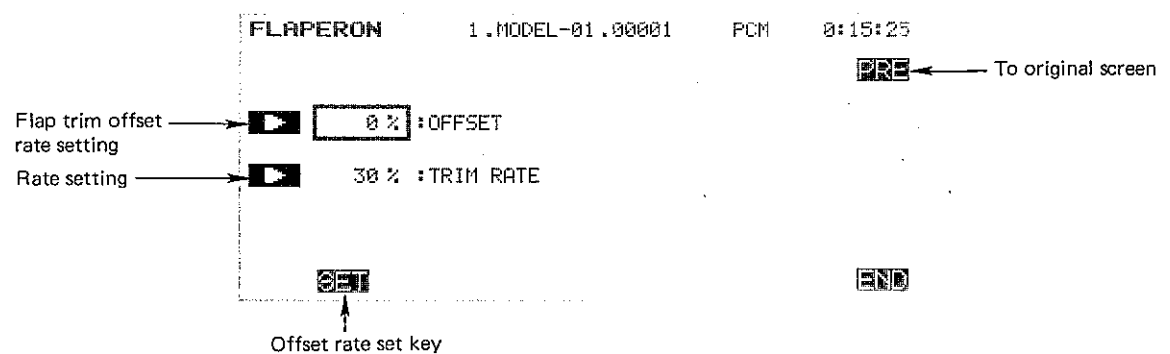 FLAPERON 1.MODEL-01.00001 PCM 0:15:25
PRE To original screen
Flap trim offset rate setting
0 % :OFFSET
Rate setting
30 % :TRIM RATE
SET END
Offset rate set key